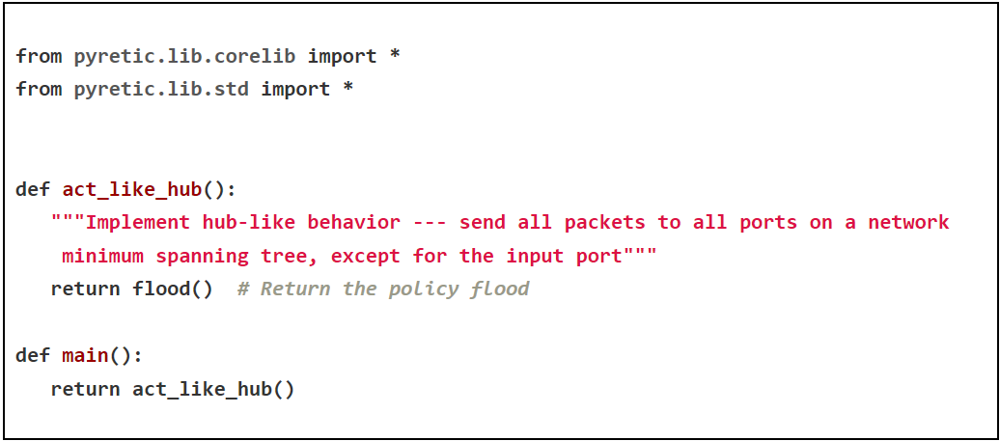 from pyretic.lib.corelib import *
from pyretic.lib.std import *
def act_like_hub():
"""Implement hub-like behavior --- send all packets to all ports on a network
minimum spanning tree, except for the input port"""
return flood()  # Return the policy flood
def main():
return act_like_hub()